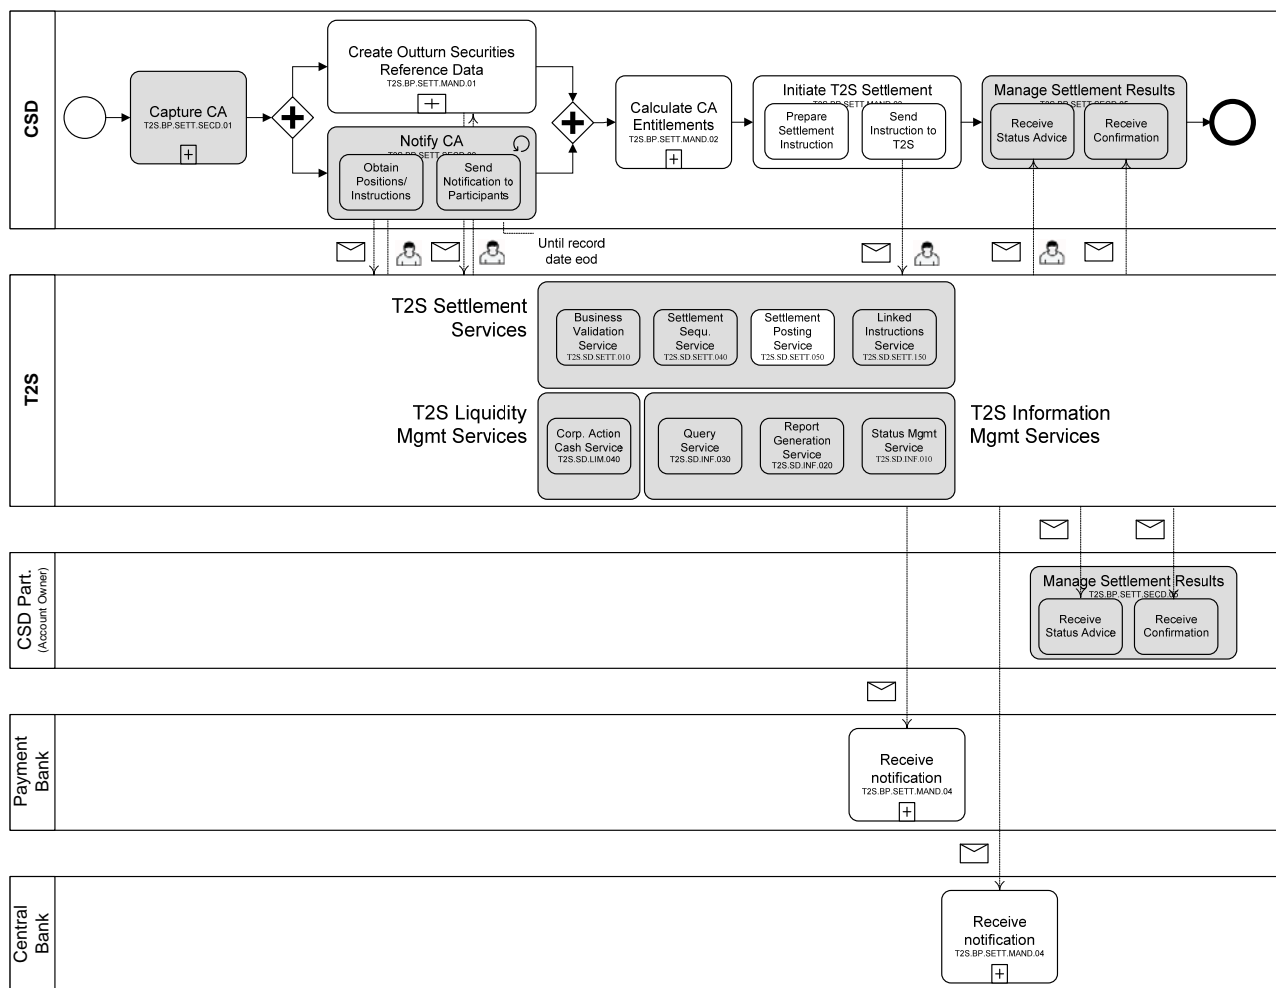 CSD
Capture CA
T2S.BP.SETT.SECD.01
Create Outturn Securities
Reference Data
T2S.BP.SETT.MAND.01
Notify CA
Obtain
Positions/
Instructions
Send
Notification to
Participants
Calculate CA
Entitlements
T2S.BP.SETT.MAND.02
Initiate T2S Settlement
Prepare
Settlement
Instruction
Send
Instruction to
T2S
Manage Settlement Results
Receive
Status Advice
Receive
Confirmation
Until record
date eod
T2S
T2S Settlement
Services
Business
Validation
Service
T2S.SD.SETT.010
Settlement
Sequ.
Service
T2S.SD.SETT.040
Settlement
Posting
Service
T2S.SD.SETT.050
Linked
Instructions
Service
T2S.SD.SETT.150
T2S Liquidity
Mgmt Services
Corp. Action
Cash Service
T2S.SD.LIM.040
Query
Service
T2S.SD.INF.030
Report
Generation
Service
T2S.SD.INF.020
Status Mgmt
Service
T2S.SD.INF.010
T2S Information
Mgmt Services
CSD Part.
(Account Owner)
Manage Settlement Results
Receive
Status Advice
Receive
Confirmation
Payment
Bank
Receive
notification
T2S.BP.SETT.MAND.04
Central
Bank
Receive
notification
T2S.BP.SETT.MAND.04